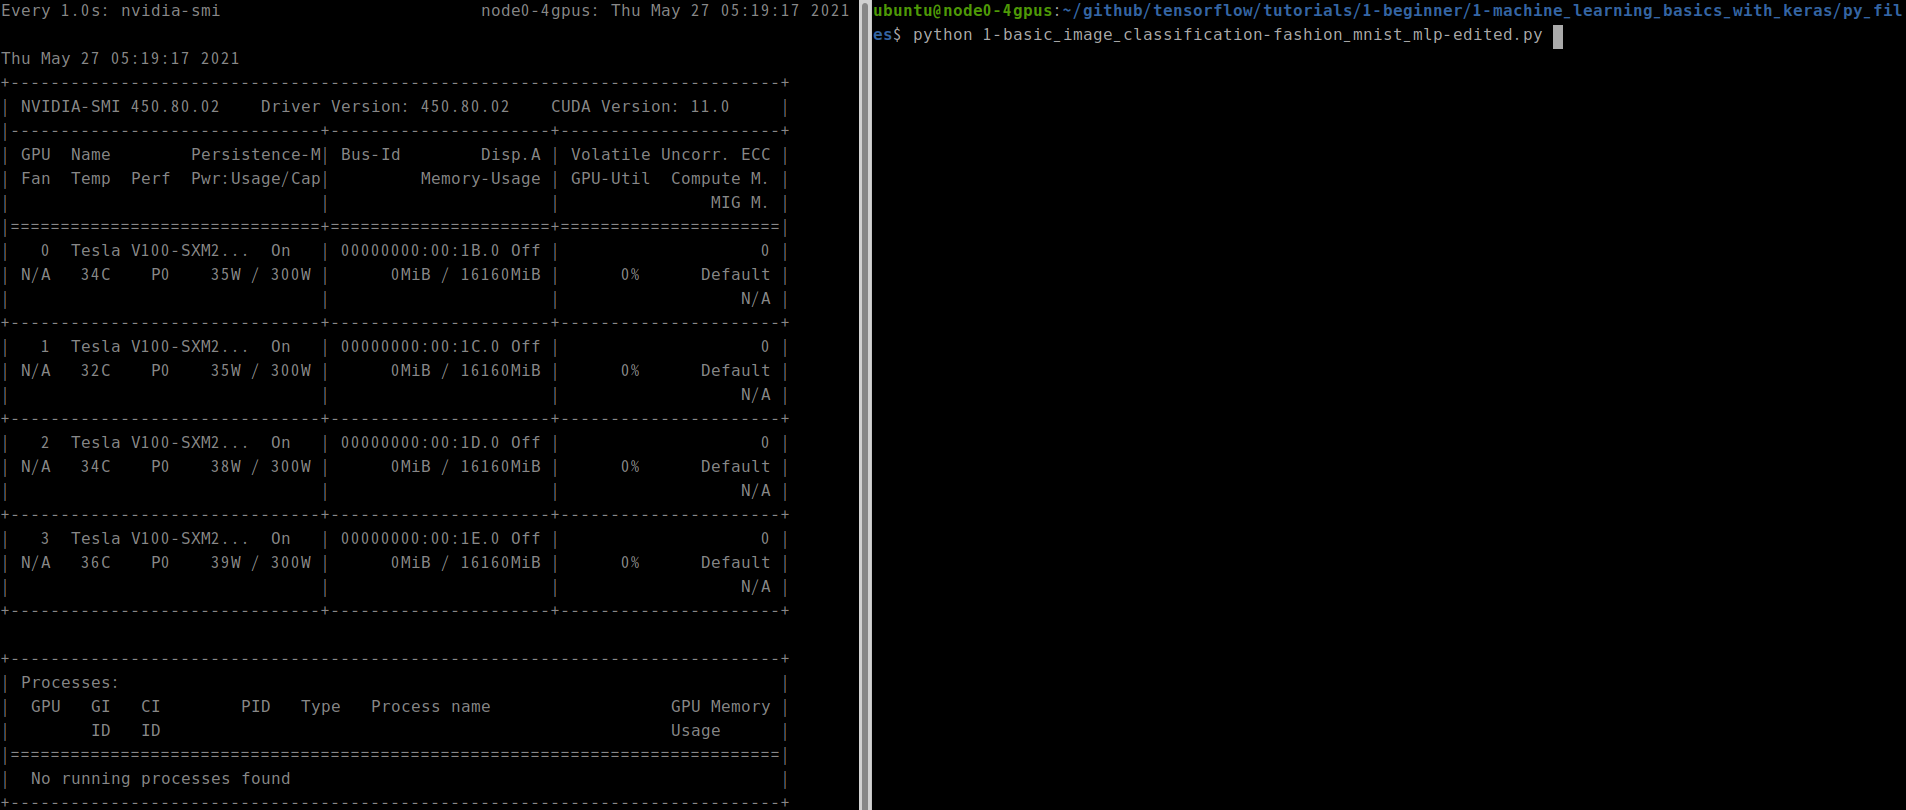 Every 1.0s: nvidia-smi                          node0-4gpus: Thu May 27 05:19:17 2021

Thu May 27 05:19:17 2021
+-----------------------------------------------------------------------------+
| NVIDIA-SMI 450.80.02    Driver Version: 450.80.02    CUDA Version: 11.0     |
|-------------------------------+----------------------+----------------------+
| GPU  Name        Persistence-M| Bus-Id        Disp.A | Volatile Uncorr. ECC |
| Fan  Temp  Perf  Pwr:Usage/Cap|         Memory-Usage | GPU-Util  Compute M. |
|                               |                      |               MIG M. |
|===============================+======================+======================|
|   0  Tesla V100-SXM2...  On   | 00000000:00:1B.0 Off |                    0 |
| N/A   34C    P0    35W / 300W |      0MiB / 16160MiB |      0%      Default |
|                               |                      |                  N/A |
+-------------------------------+----------------------+----------------------+
|   1  Tesla V100-SXM2...  On   | 00000000:00:1C.0 Off |                    0 |
| N/A   32C    P0    35W / 300W |      0MiB / 16160MiB |      0%      Default |
|                               |                      |                  N/A |
+-------------------------------+----------------------+----------------------+
|   2  Tesla V100-SXM2...  On   | 00000000:00:1D.0 Off |                    0 |
| N/A   34C    P0    38W / 300W |      0MiB / 16160MiB |      0%      Default |
|                               |                      |                  N/A |
+-------------------------------+----------------------+----------------------+
|   3  Tesla V100-SXM2...  On   | 00000000:00:1E.0 Off |                    0 |
| N/A   36C    P0    39W / 300W |      0MiB / 16160MiB |      0%      Default |
|                               |                      |                  N/A |
+-------------------------------+----------------------+----------------------+

+-----------------------------------------------------------------------------+
| Processes:                                                                  |
|  GPU   GI   CI        PID   Type   Process name                  GPU Memory |
|        ID   ID                                                   Usage      |
|=============================================================================|
|  No running processes found                                                 |
+-----------------------------------------------------------------------------+
ubuntu@node0-4gpus:~/github/tensorflow/tutorials/1-beginner/1-machine_learning_basics_with_keras/py_fil
es$ python 1-basic_image_classification-fashion_mnist_mlp-edited.py